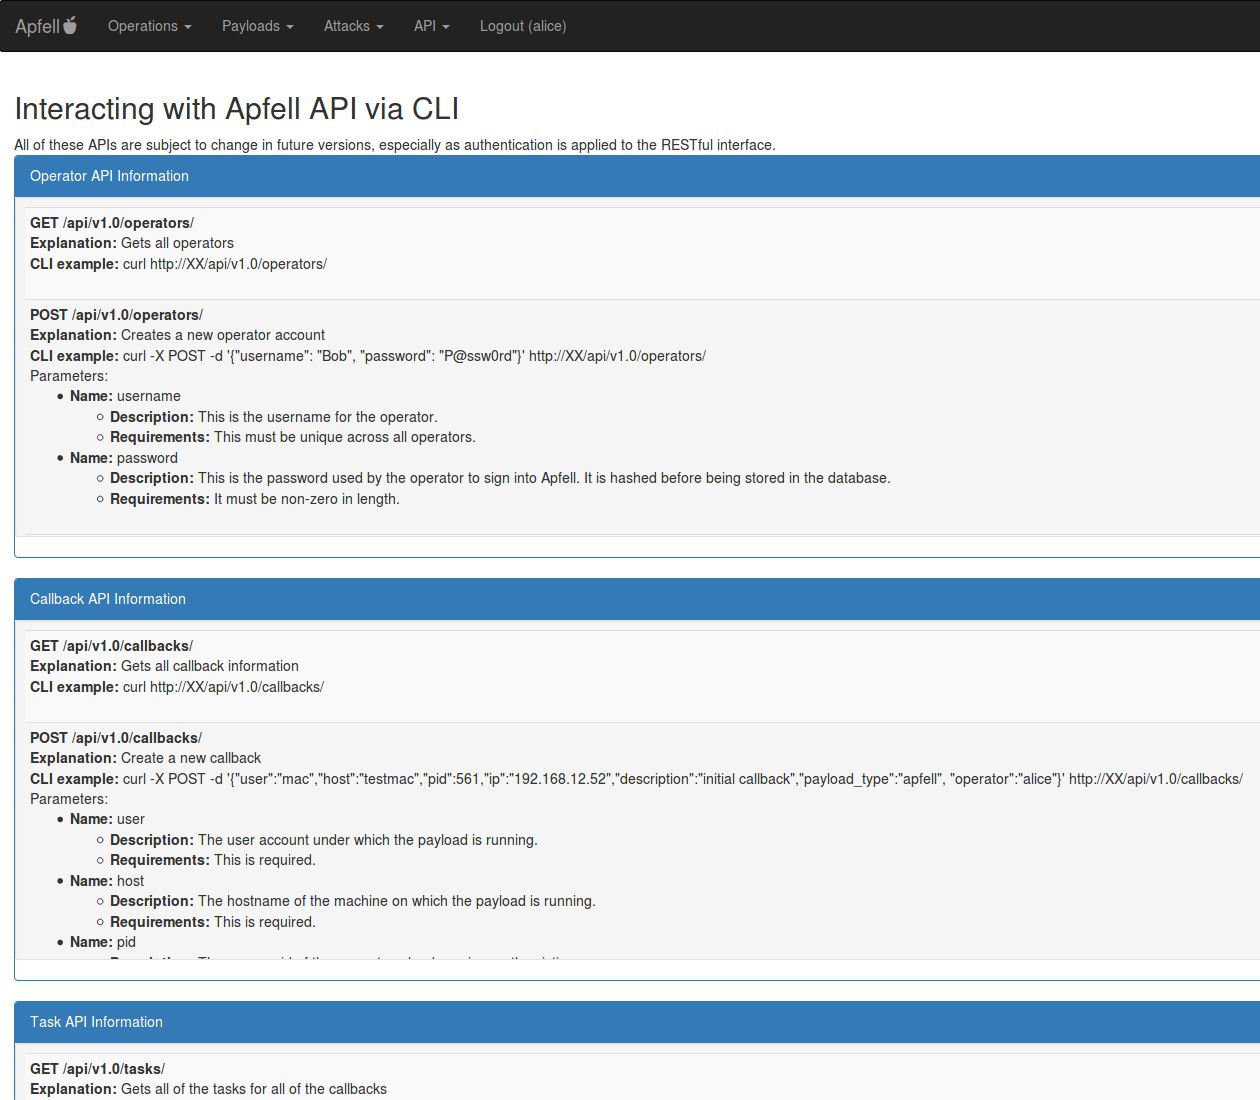 Apfell
Operations
Payloads
Attacks
API
Logout (alice)
Interacting with Apfell API via CLI
All of these APIs are subject to change in future versions, especially as authentication is applied to the RESTful interface.
Operator API Information
GET /api/v1.0/operators/
Explanation: Gets all operators
CLI example: curl http://XX/api/v1.0/operators/
POST /api/v1.0/operators/
Explanation: Creates a new operator account
CLI example: curl -X POST -d '{"username": "Bob", "password": "P@ssw0rd"}' http://XX/api/v1.0/operators/
Parameters:
Name: username
Description: This is the username for the operator.
Requirements: This must be unique across all operators.
Name: password
Description: This is the password used by the operator to sign into Apfell. It is hashed before being stored in the database.
Requirements: It must be non-zero in length.
Callback API Information
GET /api/v1.0/callbacks/
Explanation: Gets all callback information
CLI example: curl http://XX/api/v1.0/callbacks/
POST /api/v1.0/callbacks/
Explanation: Create a new callback
CLI example: curl -X POST -d '{"user":"mac","host":"testmac","pid":561,"ip":"192.168.12.52","description":"initial callback","payload_type":"apfell", "operator":"alice"}' http://XX/api/v1.0/callbacks/
Parameters:
Name: user
Description: The user account under which the payload is running.
Requirements: This is required.
Name: host
Description: The hostname of the machine on which the payload is running.
Requirements: This is required.
Name: pid
Task API Information
GET /api/v1.0/tasks/
Explanation: Gets all of the tasks for all of the callbacks